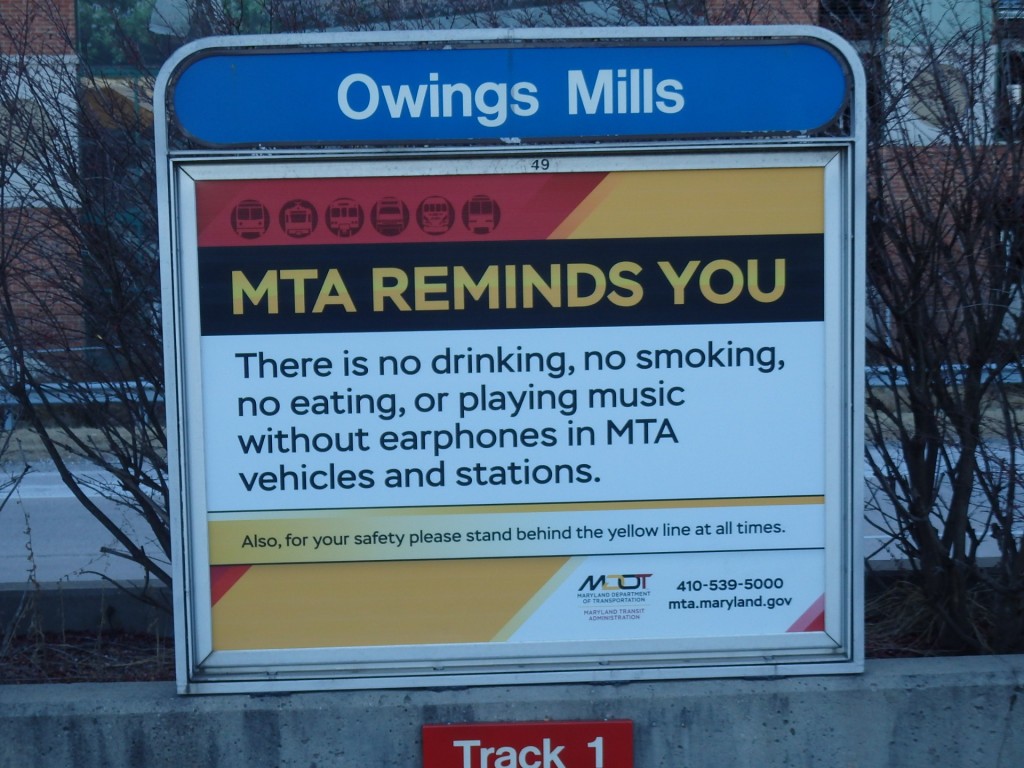 Owings Mills
49
MTA REMINDS YOU
There is no drinking, no smoking,
no eating, or playing music
without earphones in MTA
vehicles and stations.
Also, for your safety please stand behind the yellow line at all times.
MDOT
MARYLAND DEPARTMENT
OF TRANSPORTATION
MARYLAND TRANSIT
ADMINISTRATION
410-539-5000
mta.maryland.gov
Track 1